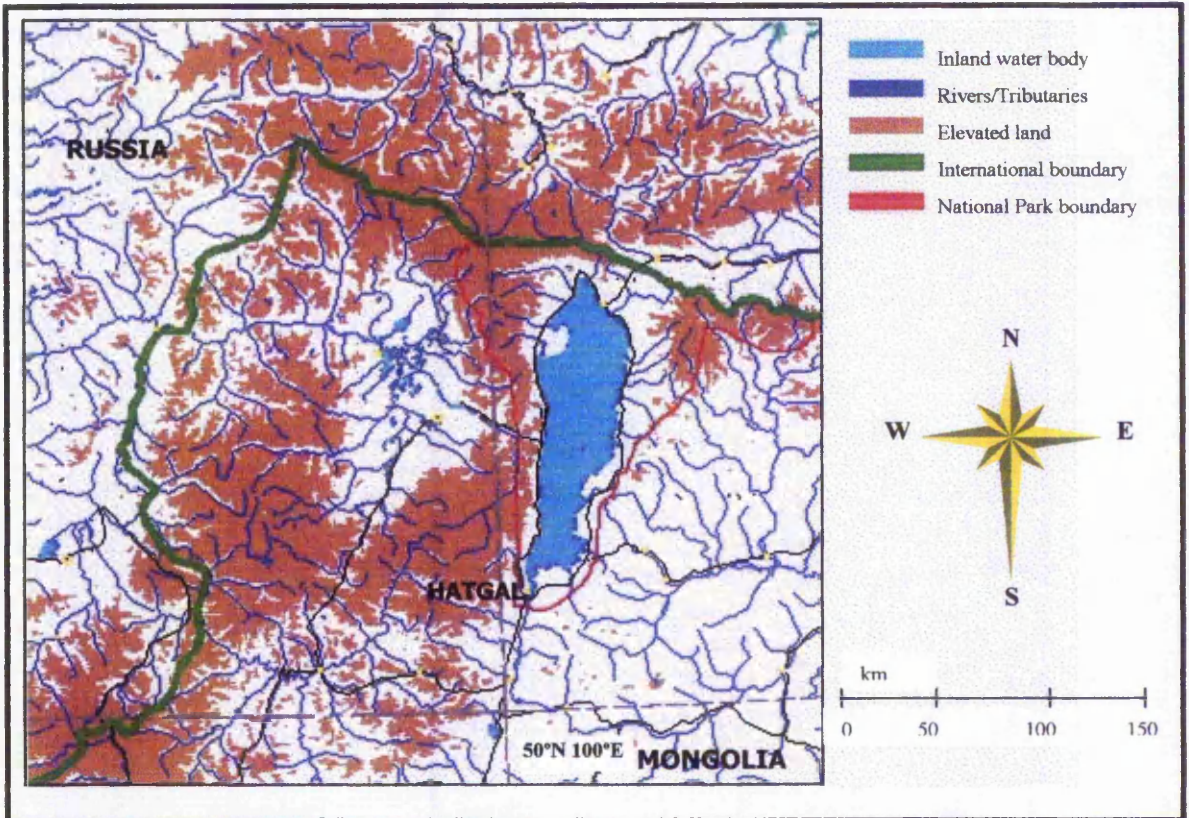 RUSSIA
HATGAL
50°N 100°E
MONGOLIA
Inland water body
Rivers/Tributaries
Elevated land
International boundary
National Park boundary
N
W E
S
km
0 50 100 150